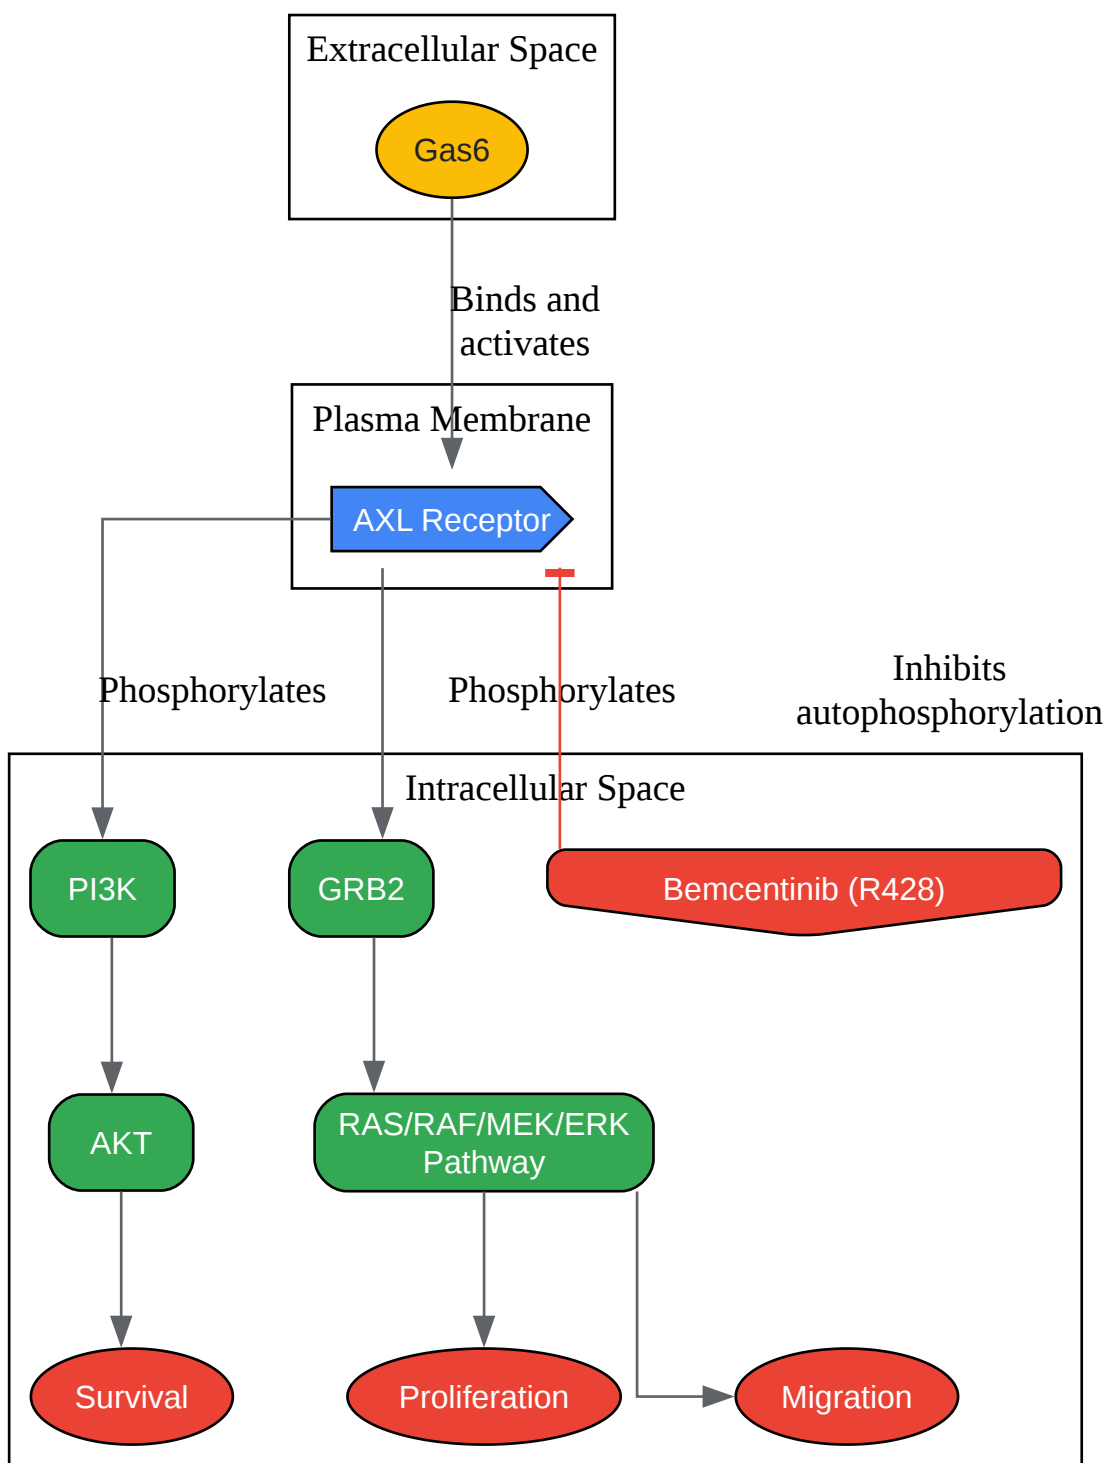 Extracellular Space
Gas6
Binds and
activates
Plasma Membrane
AXL Receptor
Phosphorylates
Phosphorylates
Inhibits
autophosphorylation
Intracellular Space
PI3K
GRB2
Bemcentinib (R428)
AKT
RAS/RAF/MEK/ERK
Pathway
Survival
Proliferation
Migration